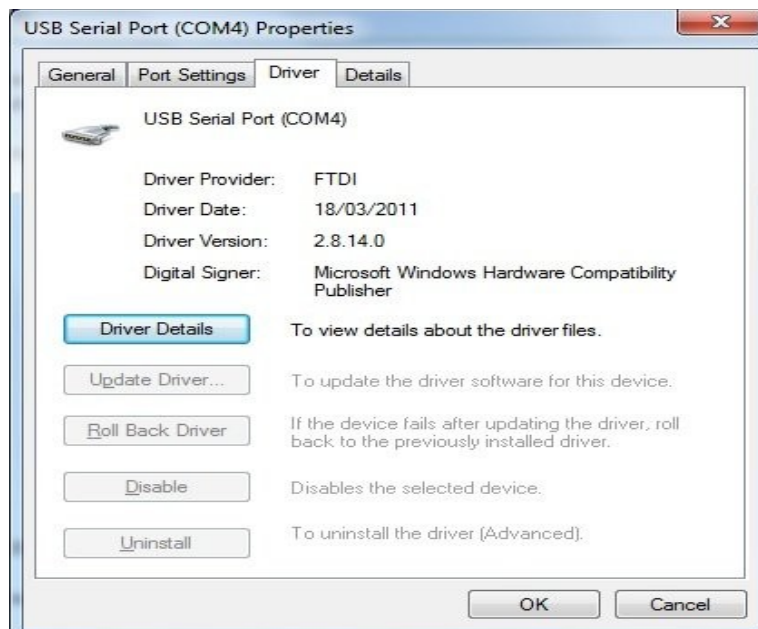 USB Serial Port (COM4) Properties
General Port Settings Driver Details
USB Serial Port (COM4)
Driver Provider: FTDI
Driver Date: 18/03/2011
Driver Version: 2.8.14.0
Digital Signer: Microsoft Windows Hardware Compatibility
Publisher
Driver Details To view details about the driver files.
Update Driver... To update the driver software for this device.
Roll Back Driver If the device fails after updating the driver, roll
back to the previously installed driver.
Disable Disables the selected device.
Uninstall To uninstall the driver (Advanced).
OK Cancel